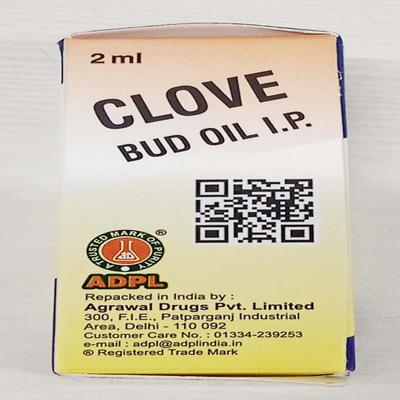 2 ml
CLOVE
BUD OIL I.P.
A TRUSTED MARK OF PURITY
®
ADPL
Repacked in India by :
Agrawal Drugs Pvt. Limited
300, F.I.E., Patparganj Industrial
Area, Delhi - 110 092
Customer Care No. : 01334-239253
e-mail : adpl@adplindia.in
® Registered Trade Mark